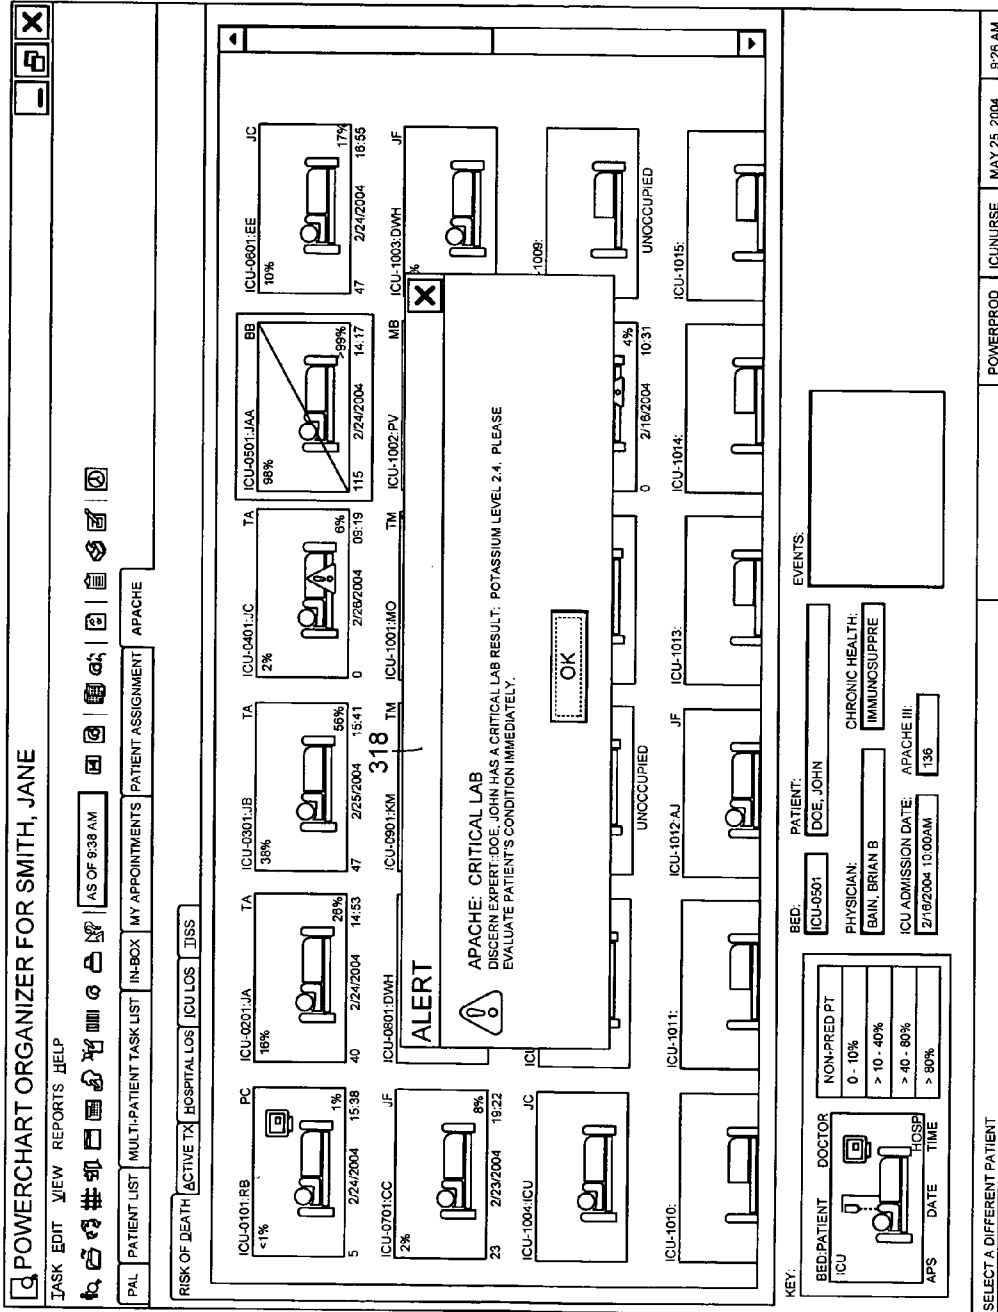 POWERCHART ORGANIZER FOR SMITH, JANE
TASK EDIT VIEW REPORTS HELP
AS OF 9:38 AM
PAL PATIENT LIST MULTI-PATIENT TASK LIST IN-BOX MY APPOINTMENTS PATIENT ASSIGNMENT APACHE
RISK OF DEATH ACTIVE TX HOSPITAL LOS ICU LOS TISS
ICU-0101:RB PC
<1%
1%
5 2/24/2004 15:38
ICU-0201:JA TA
16%
26%
40 2/24/2004 14:53
ICU-0301:JB TA
38%
56%
47 2/25/2004 15:41
ICU-0401:JC TA
2%
6%
0 2/26/2004 09:19
ICU-0501:JAA BB
98%
>99%
115 2/24/2004 14:17
ICU-0601:EE JC
10%
17%
47 2/24/2004 16:55
318
ICU-0701:CC JF
2%
8%
23 2/23/2004 19:22
ICU-0801:DWH
ICU-0901:KM TM
ICU-1001:MO TM
ICU-1002:PV MB
ICU-1003:DWH JF
%
ALERT
APACHE: CRITICAL LAB
DISCERN EXPERT:DOE, JOHN HAS A CRITICAL LAB RESULT: POTASSIUM LEVEL 2.4. PLEASE
EVALUATE PATIENT'S CONDITION IMMEDIATELY.
OK
ICU-1004:ICU JC
ICU
UNOCCUPIED
4%
0 2/16/2004 10:31
-1009:
UNOCCUPIED
ICU-1010:
ICU-1011:
ICU-1012:AJ JF
ICU-1013:
ICU-1014:
ICU-1015:
KEY:
BED:PATIENT DOCTOR
ICU
HOSP
APS DATE TIME
NON-PRED PT
0 - 10%
> 10 - 40%
> 40 - 80%
> 80%
BED: PATIENT:
ICU-0501 DOE, JOHN
PHYSICIAN: CHRONIC HEALTH:
BAIN, BRIAN B IMMUNOSUPPRE
ICU ADMISSION DATE: APACHE III:
2/16/2004 10:00AM 136
EVENTS:
SELECT A DIFFERENT PATIENT POWERPROD ICUNURSE MAY 25, 2004 9:26 AM